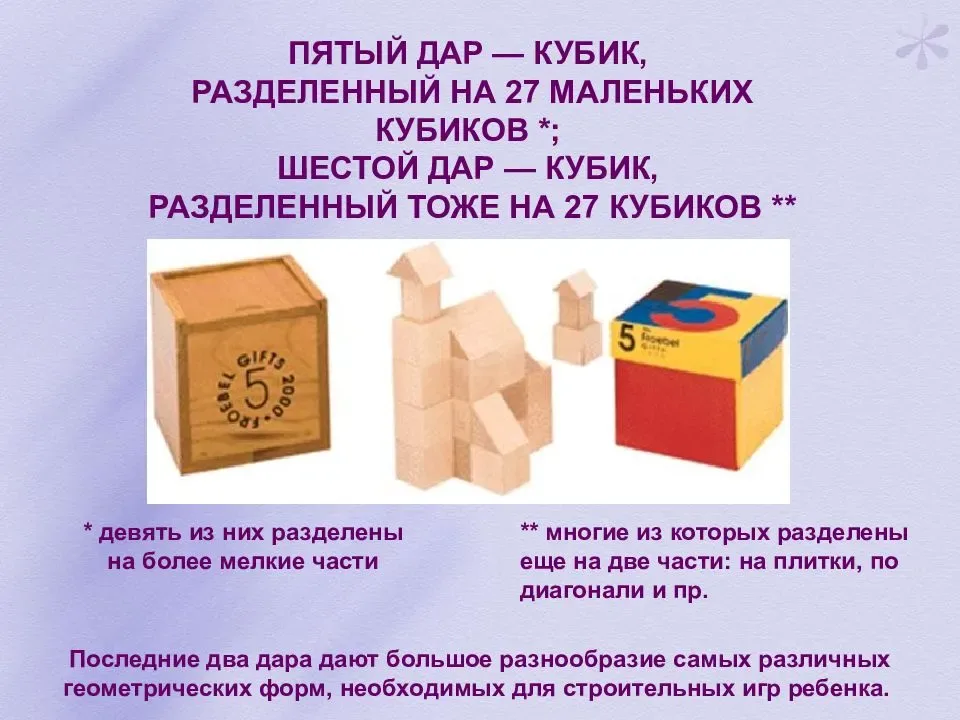 ПЯТЫЙ ДАР — КУБИК,
РАЗДЕЛЕННЫЙ НА 27 МАЛЕНЬКИХ
КУБИКОВ *;
ШЕСТОЙ ДАР — КУБИК,
РАЗДЕЛЕННЫЙ ТОЖЕ НА 27 КУБИКОВ **
FROEBEL GIFTS 2000
5
5
5
froebel
Gifts
* девять из них разделены
на более мелкие части
** многие из которых разделены
еще на две части: на плитки, по
диагонали и пр.
Последние два дара дают большое разнообразие самых различных
геометрических форм, необходимых для строительных игр ребенка.